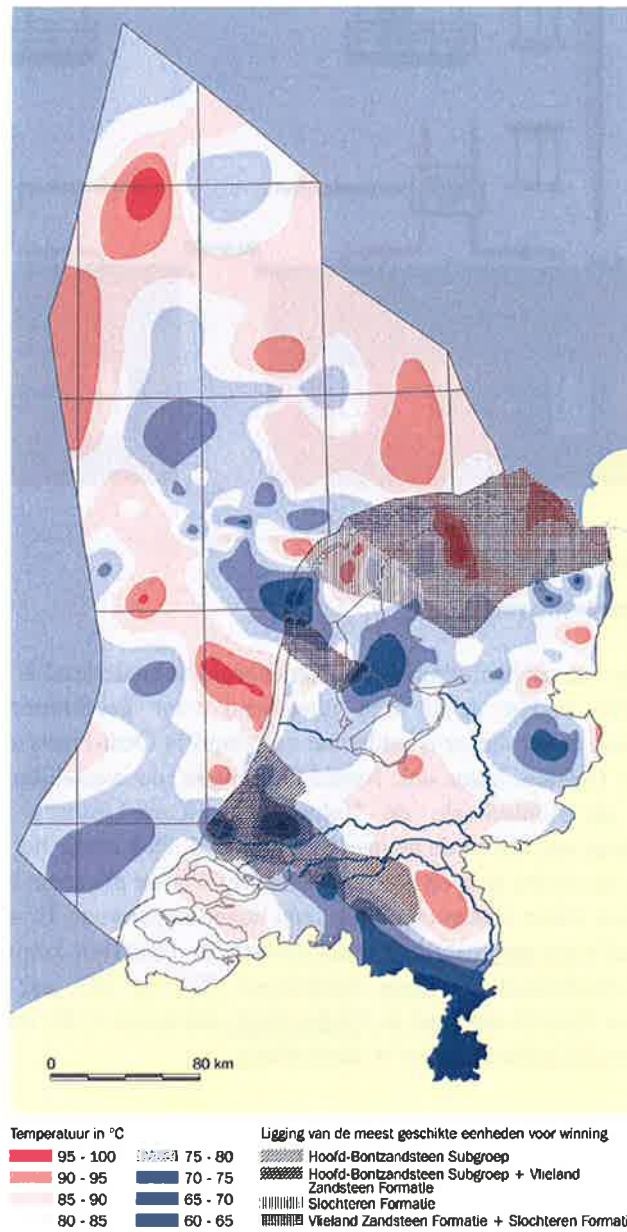 0 80 km
Temperatuur in °C
95 - 100
90 - 95
85 - 90
80 - 85
75 - 80
70 - 75
65 - 70
60 - 65
Ligging van de meest geschikte eenheden voor winning
Hoofd-Bontzandsteen Subgroep
Hoofd-Bontzandsteen Subgroep + Vlieland
Zandsteen Formatie
Slochteren Formatie
Vlieland Zandsteen Formatie + Slochteren Formati